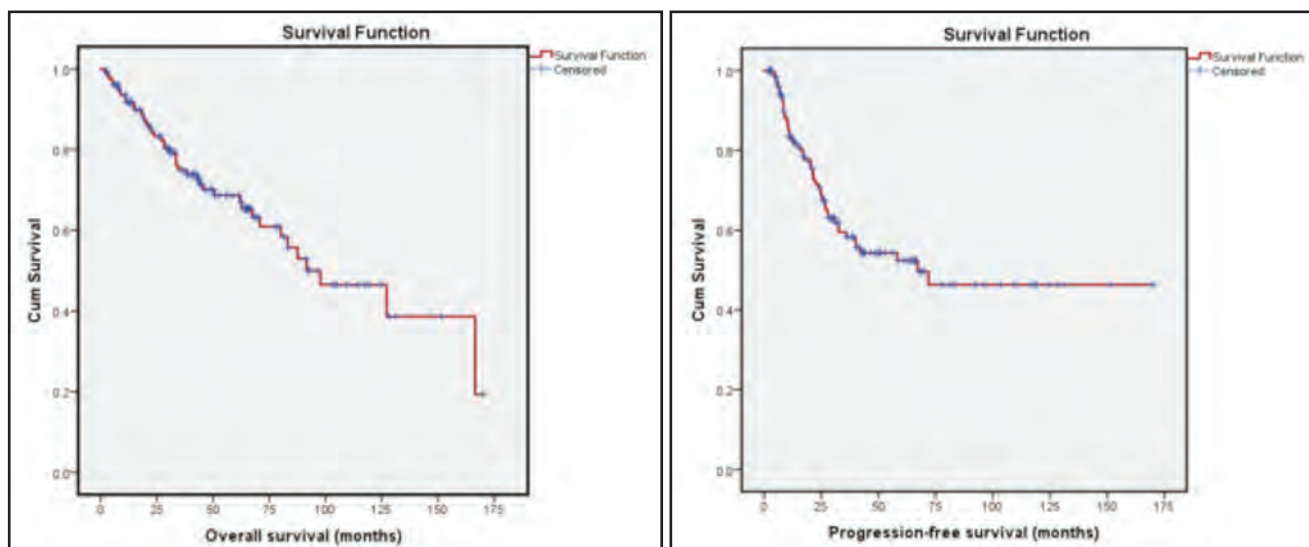 Survival Function
Survival Function
Censored
1.0
0.8
0.6
0.4
0.2
0.0
Cum Survival
0 25 50 75 100 125 150 175
Overall survival (months)
Survival Function
Survival Function
Censored
1.0
0.8
0.6
0.4
0.2
0.0
Cum Survival
0 25 50 75 100 125 150 175
Progression-free survival (months)